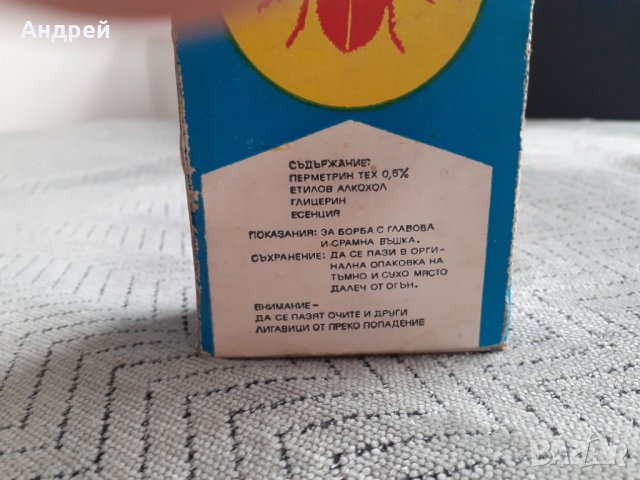 Андрей
СЪДЪРЖАНИЕ:
ПЕРМЕТРИН ТЕХ 0,5%
ЕТИЛОВ АЛКОХОЛ
ГЛИЦЕРИН
ЕСЕНЦИЯ
ПОКАЗАНИЯ: ЗА БОРБА С ГЛАВОВА
И СРАМНА ВЪШКА.
СЪХРАНЕНИЕ: ДА СЕ ПАЗИ В ОРГИ-
НАЛНА ОПАКОВКА НА
ТЪМНО И СУХО МЯСТО
ДАЛЕЧ ОТ ОГЪН.
ВНИМАНИЕ –
ДА СЕ ПАЗЯТ ОЧИТЕ И ДРУГИ
ЛИГАВИЦИ ОТ ПРЕКО ПОПАДЕНИЕ
BAZAR